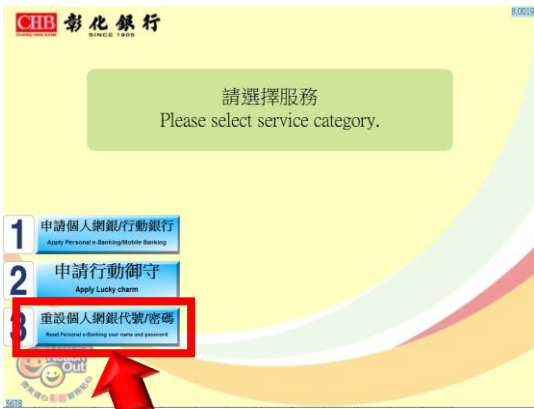 CHB 彰化銀行
CHANG HWA BANK SINCE 1905
8.0019
請選擇服務
Please select service category.
1 申請個人網銀/行動銀行
Apply Personal e-Banking/Mobile Banking
2 申請行動御守
Apply Lucky charm
3 重設個人網銀代號/密碼
Reset Personal e-Banking user name and password
Out
5678